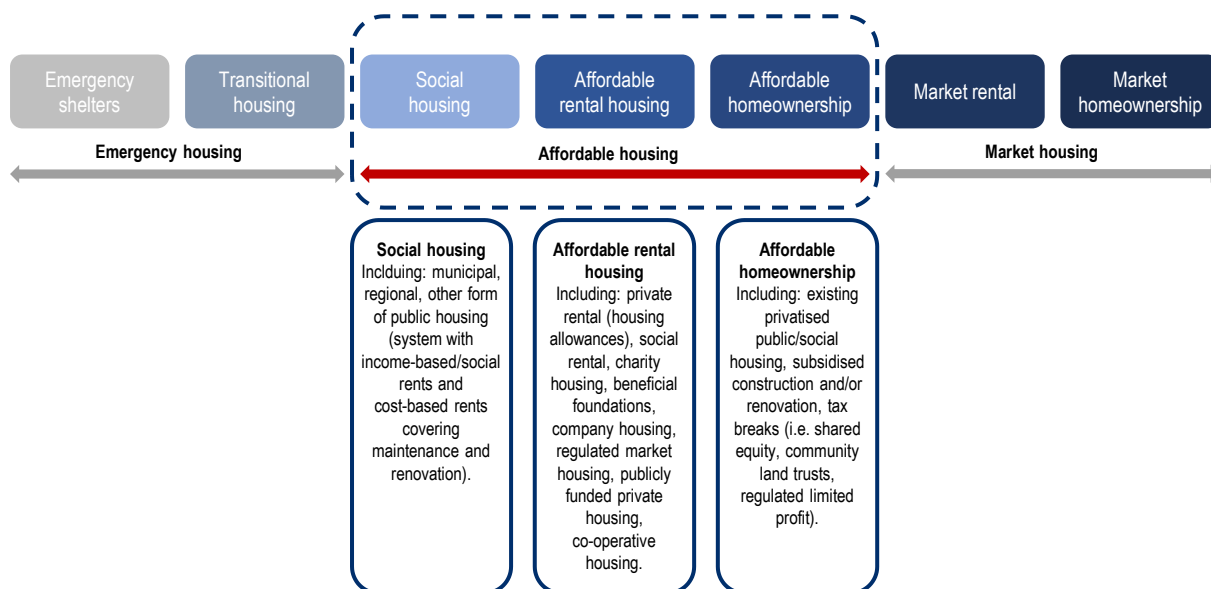 Emergency
shelters
Transitional
housing
Social
housing
Affordable
rental housing
Affordable
homeownership
Market rental
Market
homeownership
Emergency housing
Affordable housing
Market housing
Social housing
Inclduing: municipal,
regional, other form
of public housing
(system with
income-based/social
rents and
cost-based rents
covering
maintenance and
renovation).
Affordable rental
housing
Including: private
rental (housing
allowances), social
rental, charity
housing, beneficial
foundations,
company housing,
regulated market
housing, publicly
funded private
housing,
co-operative
housing.
Affordable
homeownership
Including: existing
privatised
public/social
housing, subsidised
construction and/or
renovation, tax
breaks (i.e. shared
equity, community
land trusts,
regulated limited
profit).